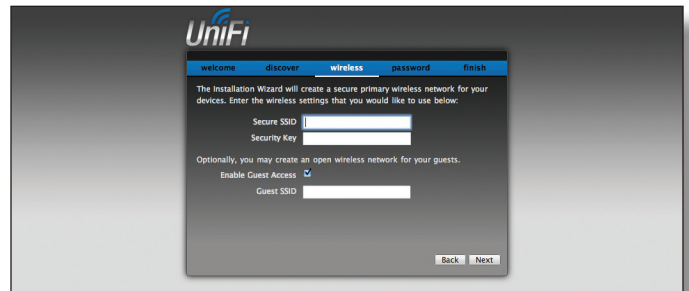 UniFi
welcome discover wireless password finish
The Installation Wizard will create a secure primary wireless network for your
devices. Enter the wireless settings that you would like to use below:
Secure SSID
Security Key
Optionally, you may create an open wireless network for your guests.
Enable Guest Access
Guest SSID
Back Next